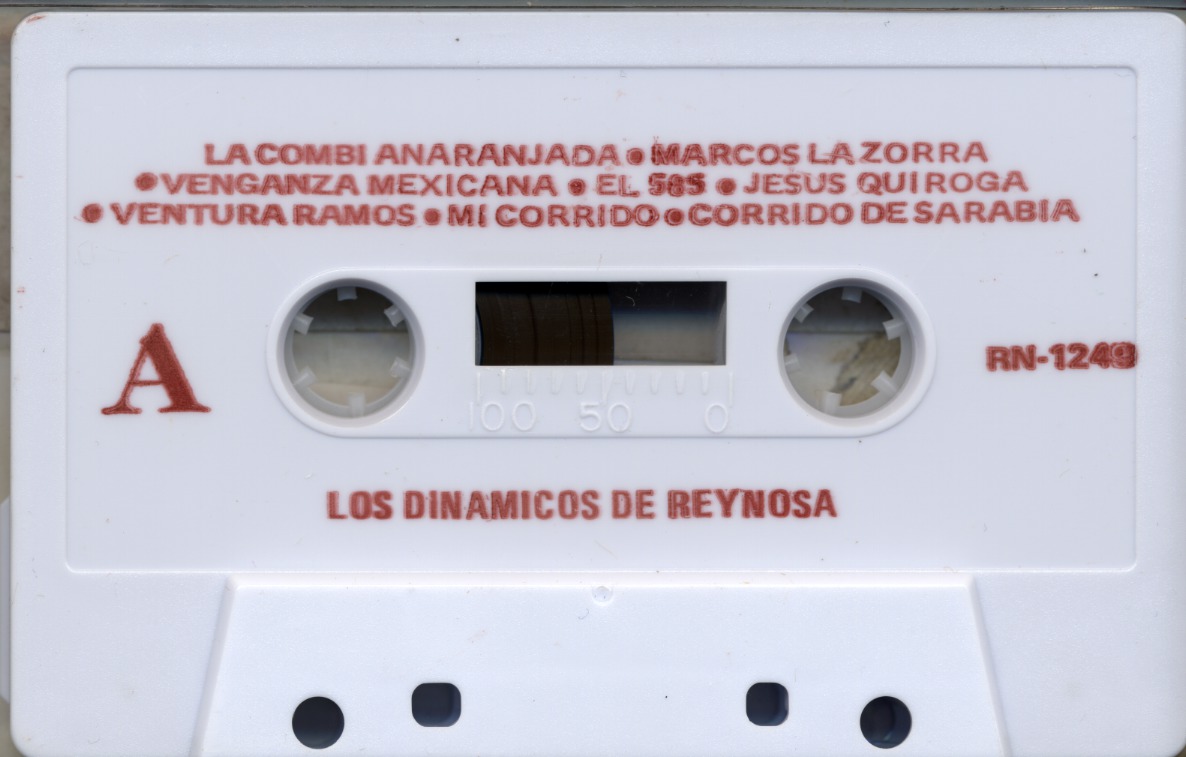 LA COMBI ANARANJADA ● MARCOS LA ZORRA
● VENGANZA MEXICANA ● EL 585 ● JESUS QUIROGA
● VENTURA RAMOS ● MI CORRIDO ● CORRIDO DE SARABIA
A
RN-1249
100 50 0
LOS DINAMICOS DE REYNOSA